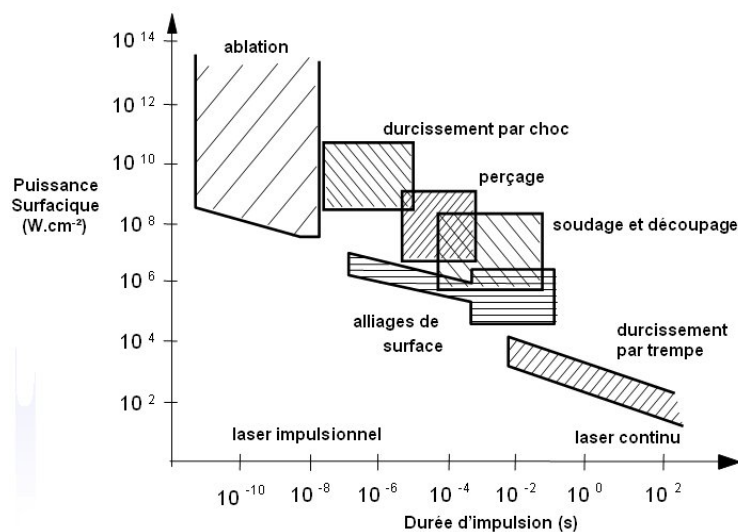 10 14
ablation
10 12
durcissement par choc
10 10
perçage
Puissance
Surfacique
(W.cm-²)
10 8
soudage et découpage
10 6
alliages de
surface
durcissement
par trempe
10 4
10 2
laser impulsionnel
laser continu
10 -10
10 -8
10 -6
10 -4
10 -2
10 0
10 2
Durée d'impulsion (s)